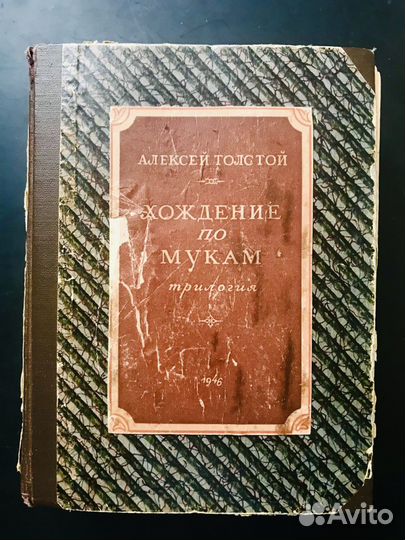 АЛЕКСЕЙ ТОЛСТОЙ
ХОЖДЕНИЕ
по
МУКАМ
трилогия
1946
Avito